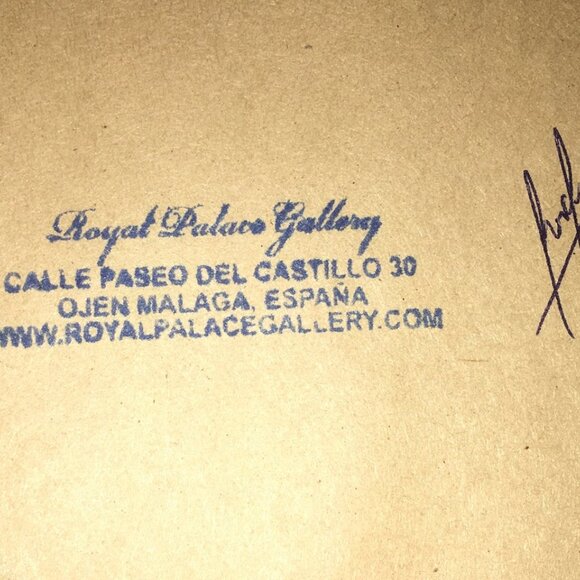 Royal Palace Gallery
CALLE PASEO DEL CASTILLO 30
OJEN MALAGA, ESPAÑA
WWW.ROYALPALACEGALLERY.COM